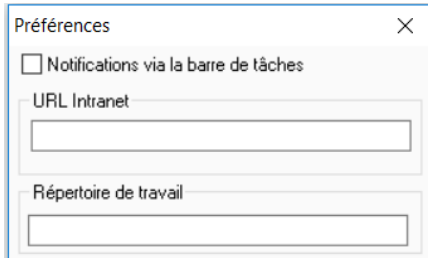 Préférences
Notifications via la barre de tâches
URL Intranet
Répertoire de travail